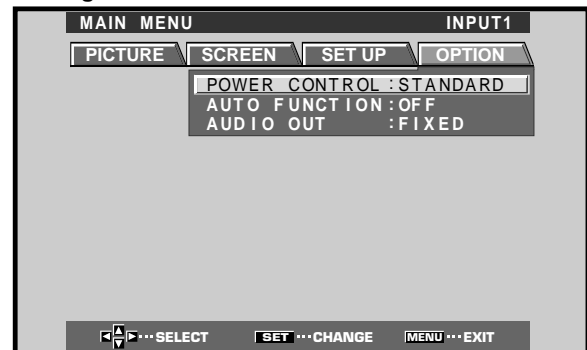 MAIN MENU INPUT1
PICTURE SCREEN SET UP OPTION
POWER CONTROL :STANDARD
AUTO FUNCTION :OFF
AUDIO OUT :FIXED
···SELECT SET ···CHANGE MENU ···EXIT